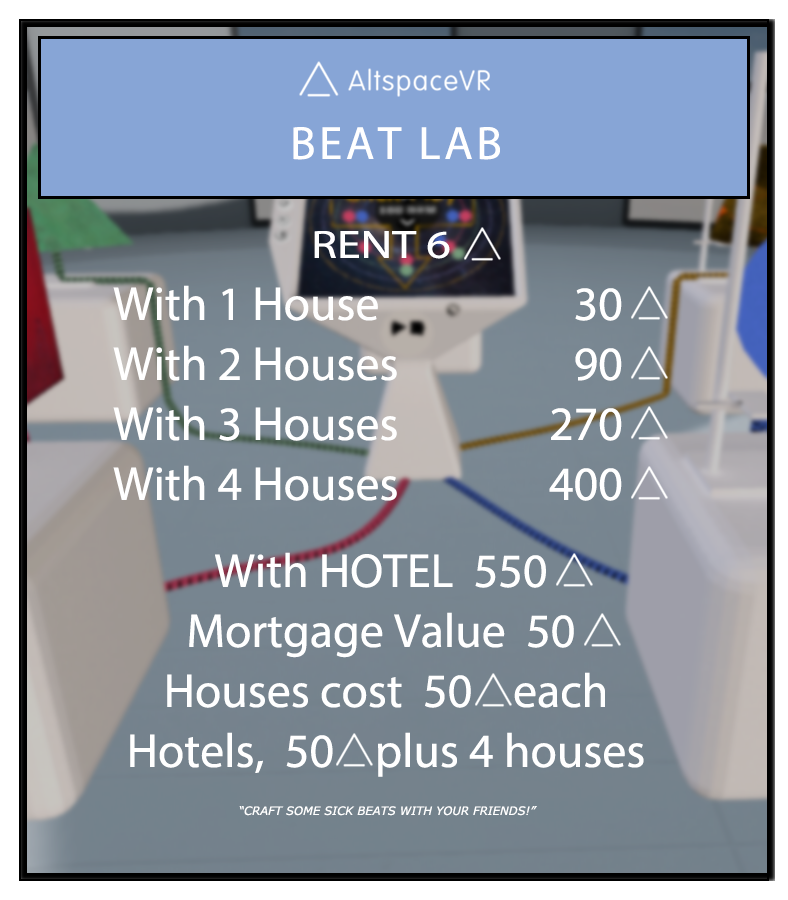 △ AltspaceVR
BEAT LAB
RENT 6 △
With 1 House 30 △
With 2 Houses 90 △
With 3 Houses 270 △
With 4 Houses 400 △
With HOTEL 550 △
Mortgage Value 50 △
Houses cost 50△each
Hotels, 50△plus 4 houses
“CRAFT SOME SICK BEATS WITH YOUR FRIENDS!”